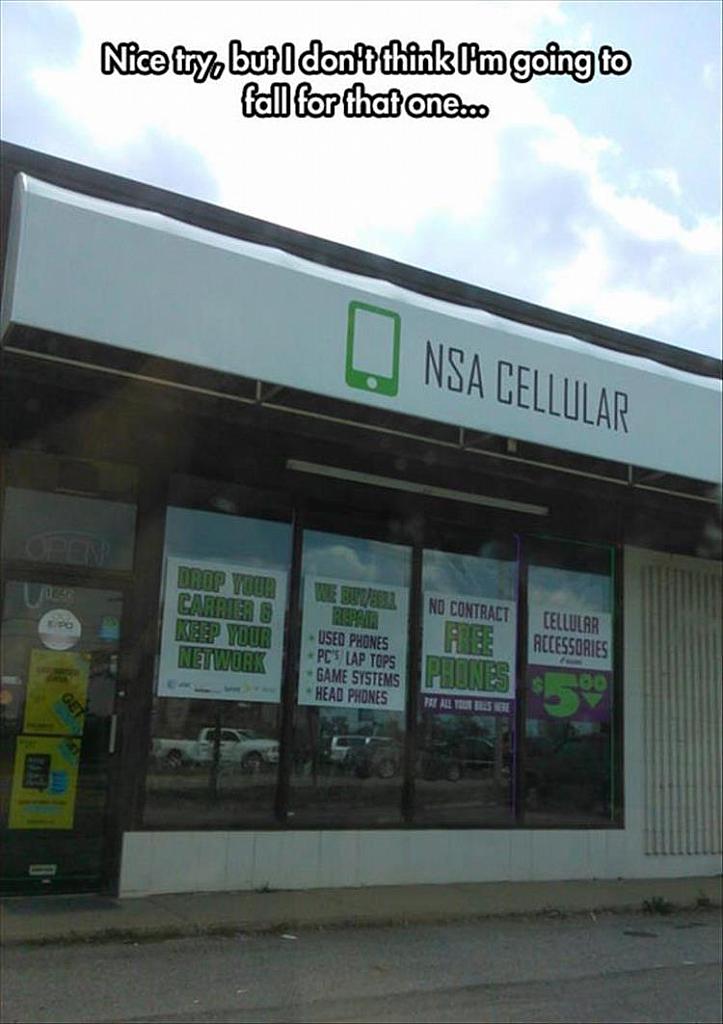 Nice try, but I don't think I'm going to
fall for that one...
NSA CELLULAR
OPEN
DROP YOUR
CARRIER &
KEEP YOUR
NETWORK
WE BUY/SELL
REPAIR
USED PHONES
PC'S/LAP TOPS
GAME SYSTEMS
HEAD PHONES
NO CONTRACT
FREE
PHONES
PAY ALL YOUR BILLS HERE
CELLULAR
ACCESSORIES
$5.00
GET